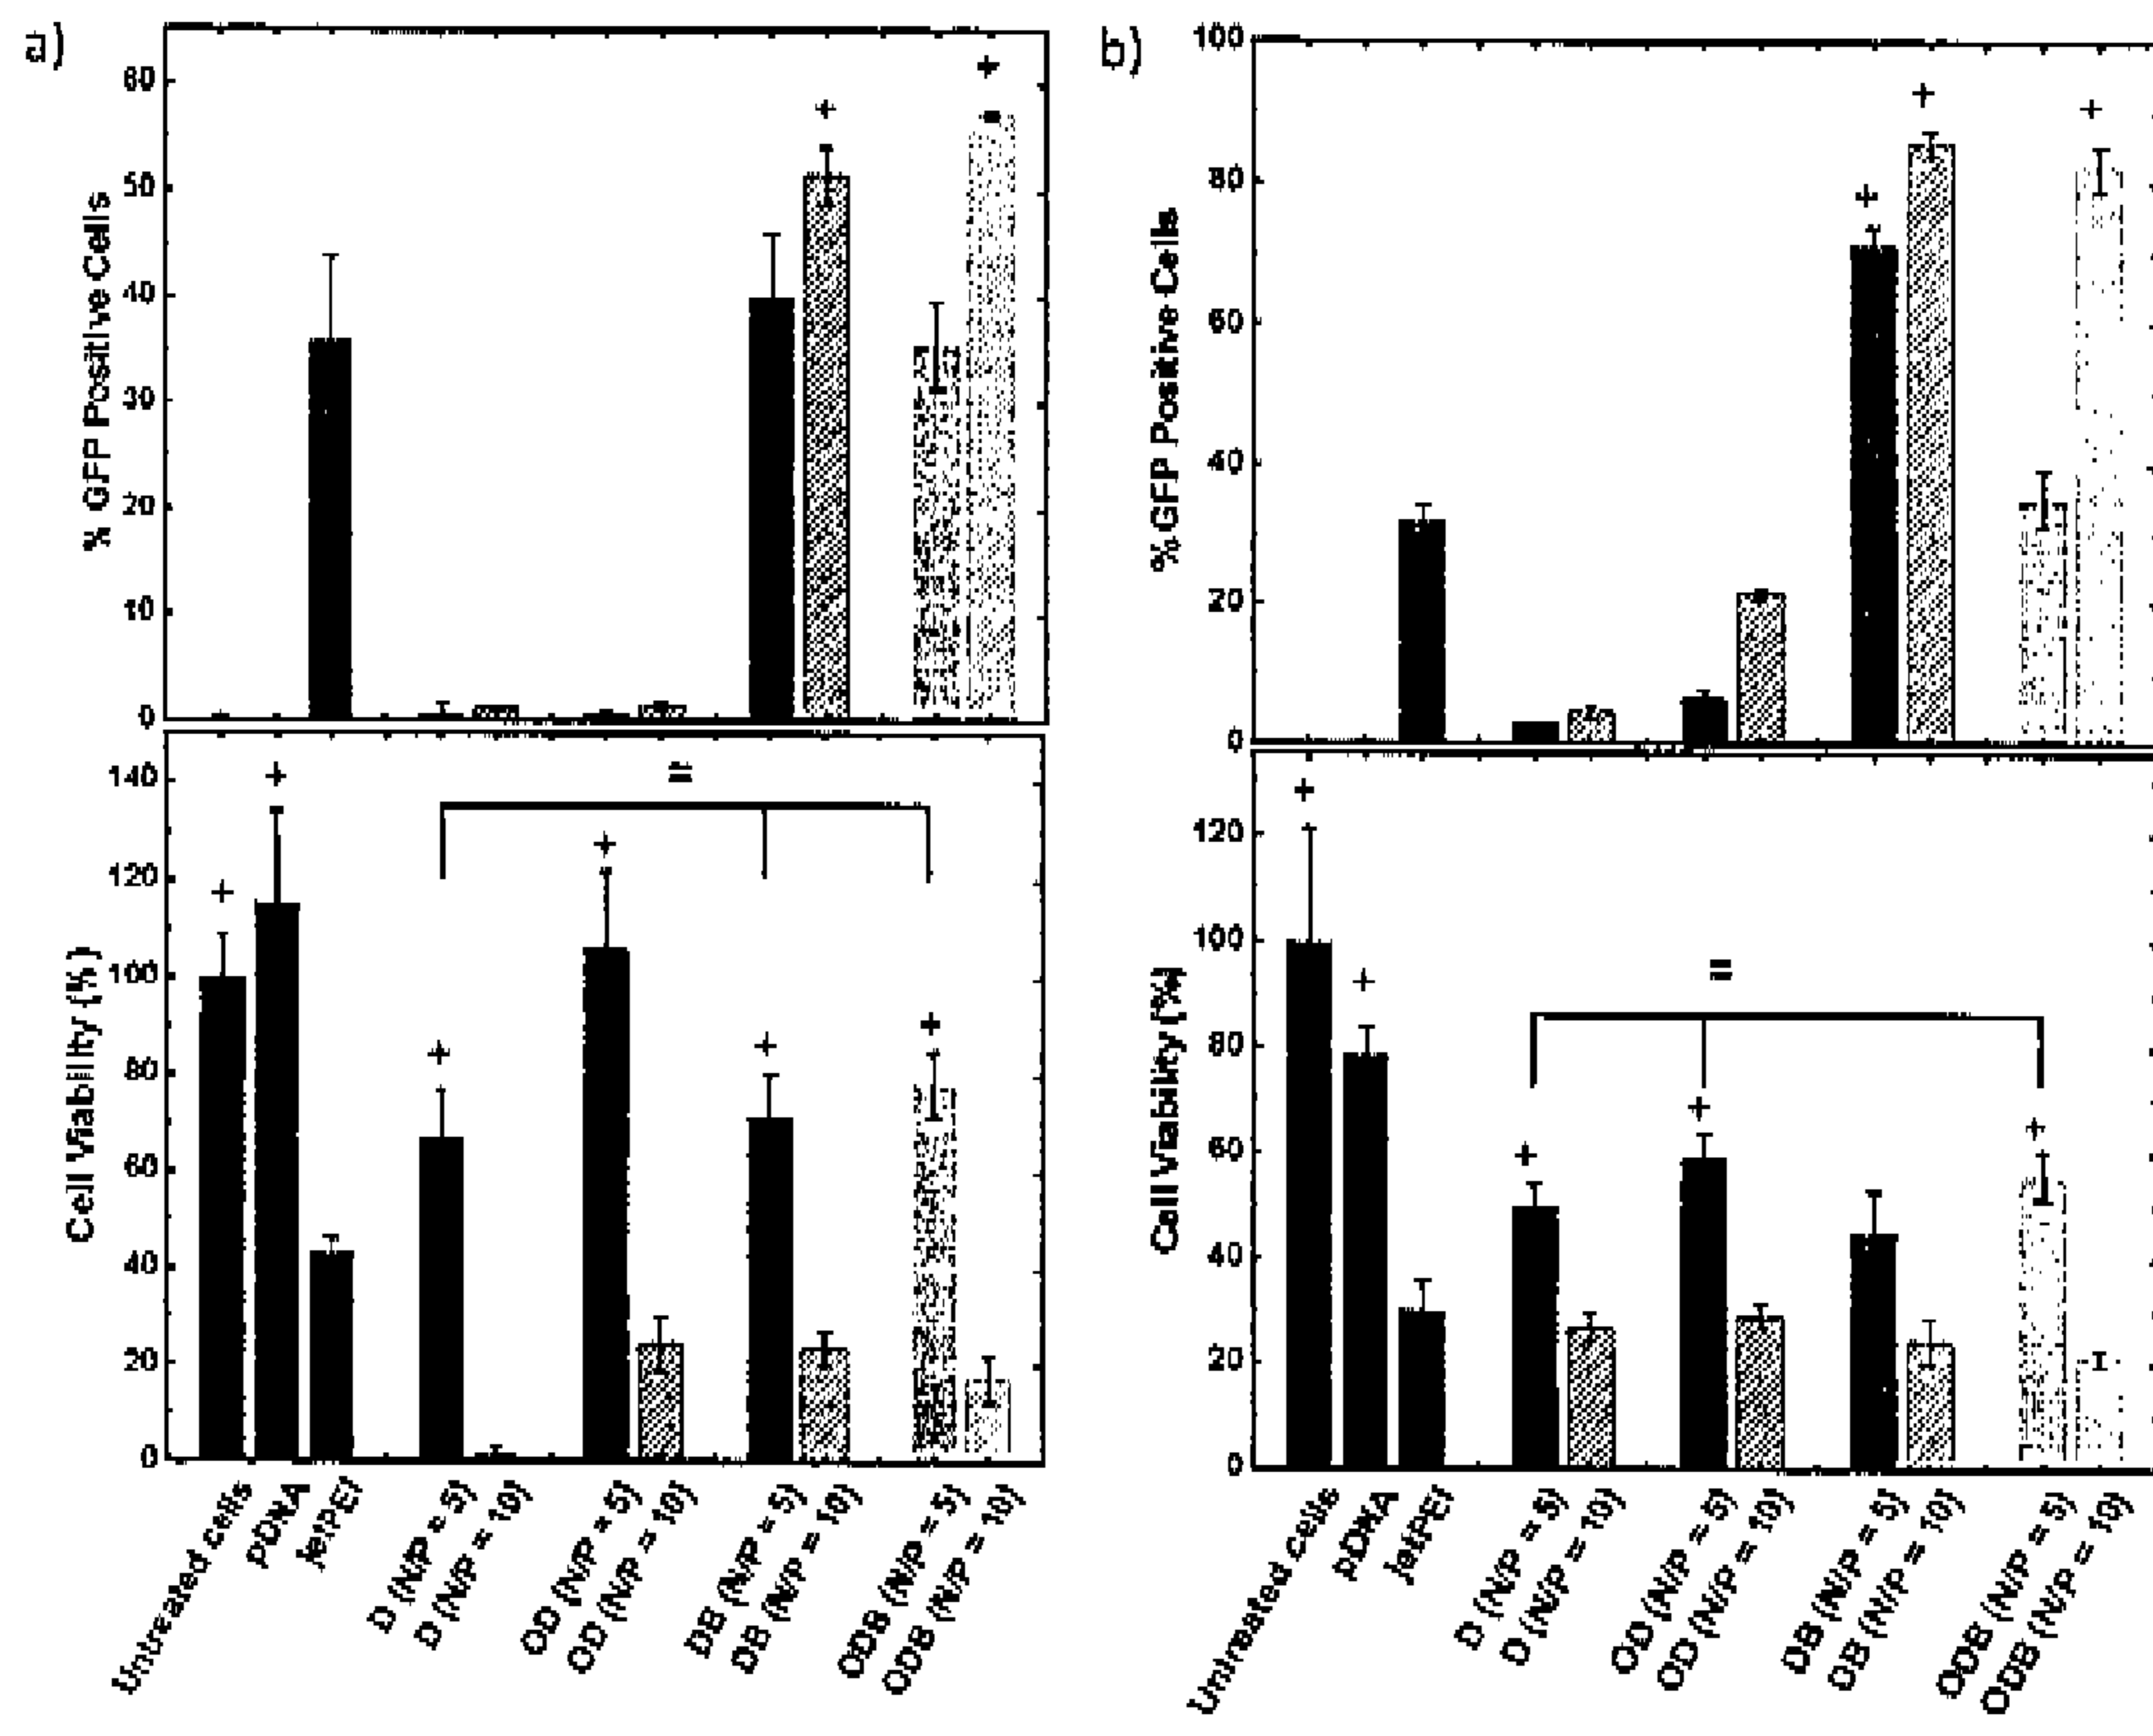 a)
60
50
40
30
20
10
0
% GFP Positive Cells
+
+
140
120
100
80
60
40
20
0
Cell Viability (%)
+
+
+
+
+
+
=
Untreated cells
pDNA
jetPEI
D (N/P = 5)
D (N/P = 10)
OD (N/P = 5)
OD (N/P = 10)
DB (N/P = 5)
DB (N/P = 10)
ODB (N/P = 5)
ODB (N/P = 10)
b)
100
80
60
40
20
0
% GFP Positive Cells
+
+
+
120
100
80
60
40
20
0
Cell Viability (%)
+
+
+
+
+
=
Untreated cells
pDNA
jetPEI
D (N/P = 5)
D (N/P = 10)
OD (N/P = 5)
OD (N/P = 10)
DB (N/P = 5)
DB (N/P = 10)
ODB (N/P = 5)
ODB (N/P = 10)